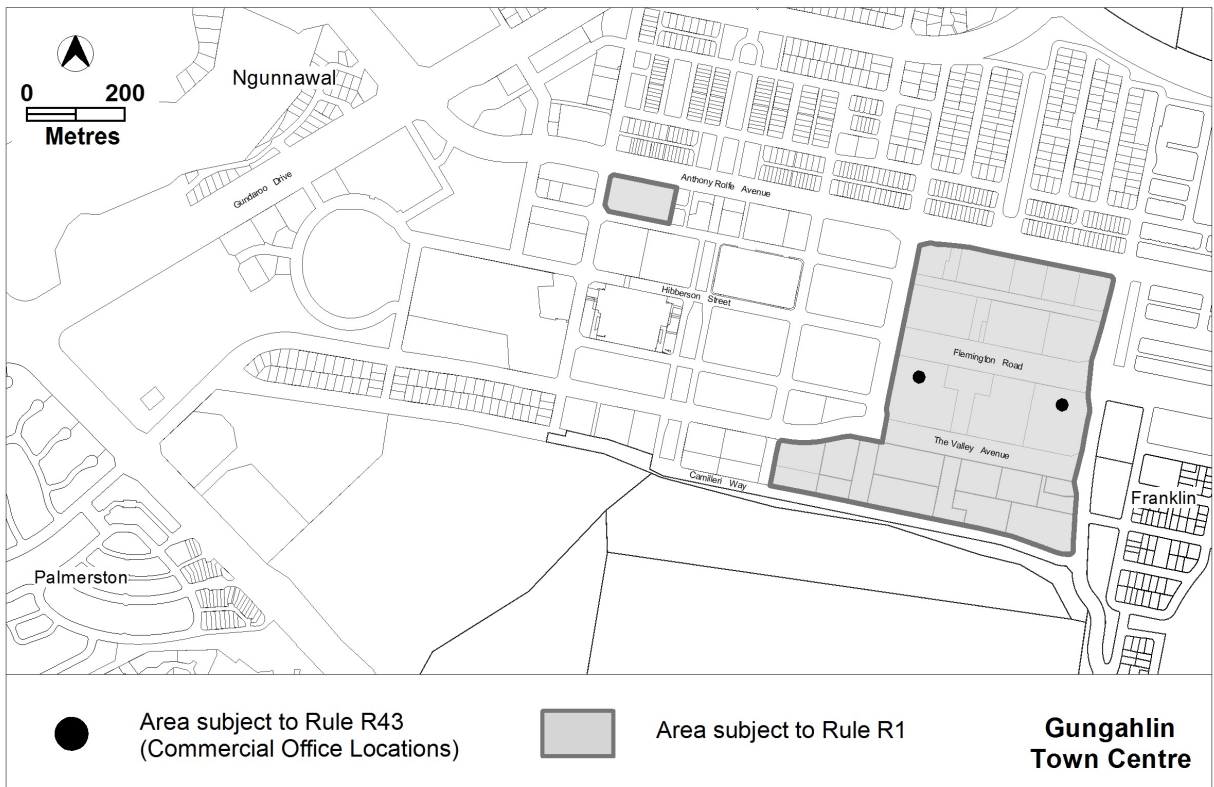 Ngunnawal
0 200
Metres
Gundaroo Drive
Anthony Rolfe Avenue
Hibberson Street
Flemington Road
The Valley Avenue
Camilleri Way
Franklin
Palmerston
Area subject to Rule R43
(Commercial Office Locations)
Area subject to Rule R1
Gungahlin
Town Centre